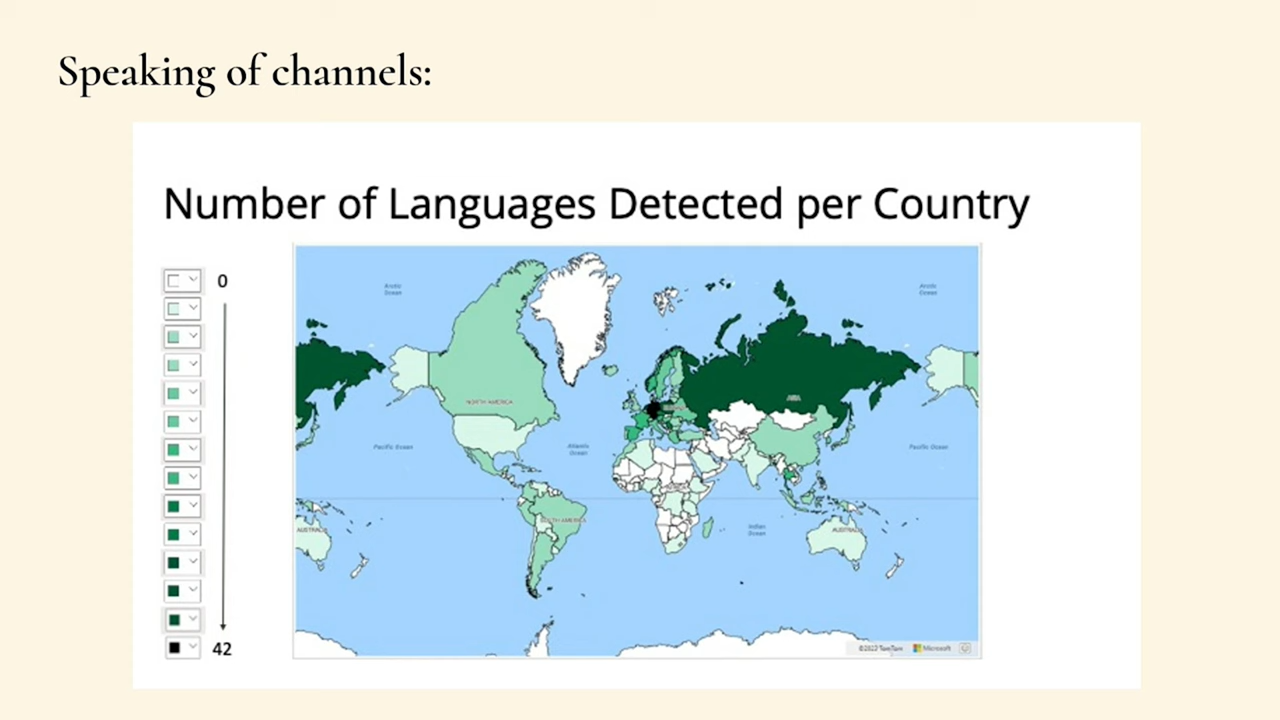 Speaking of channels:
Number of Languages Detected per Country
0
42
Arctic
Ocean
Arctic
Ocean
NORTH AMERICA
ASIA
Pacific Ocean
Atlantic
Ocean
Pacific Ocean
SOUTH AMERICA
Indian
Ocean
AUSTRALIA
AUSTRALIA
TomTom
Microsoft